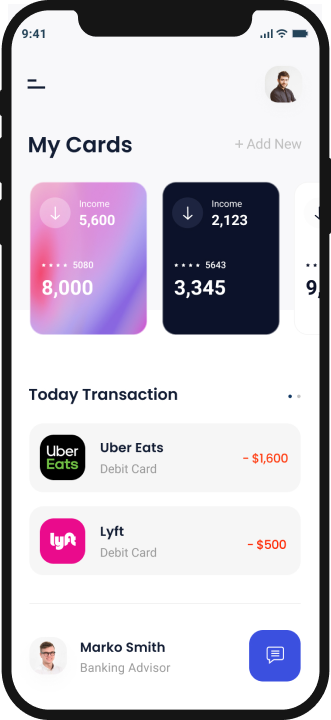 9:41
My Cards
+ Add New
Income
5,600
**** 5080
8,000
Income
2,123
**** 5643
3,345
9,
Today Transaction
Uber Eats
Uber Eats
Debit Card
- $1,600
lyft
Lyft
Debit Card
- $500
Marko Smith
Banking Advisor